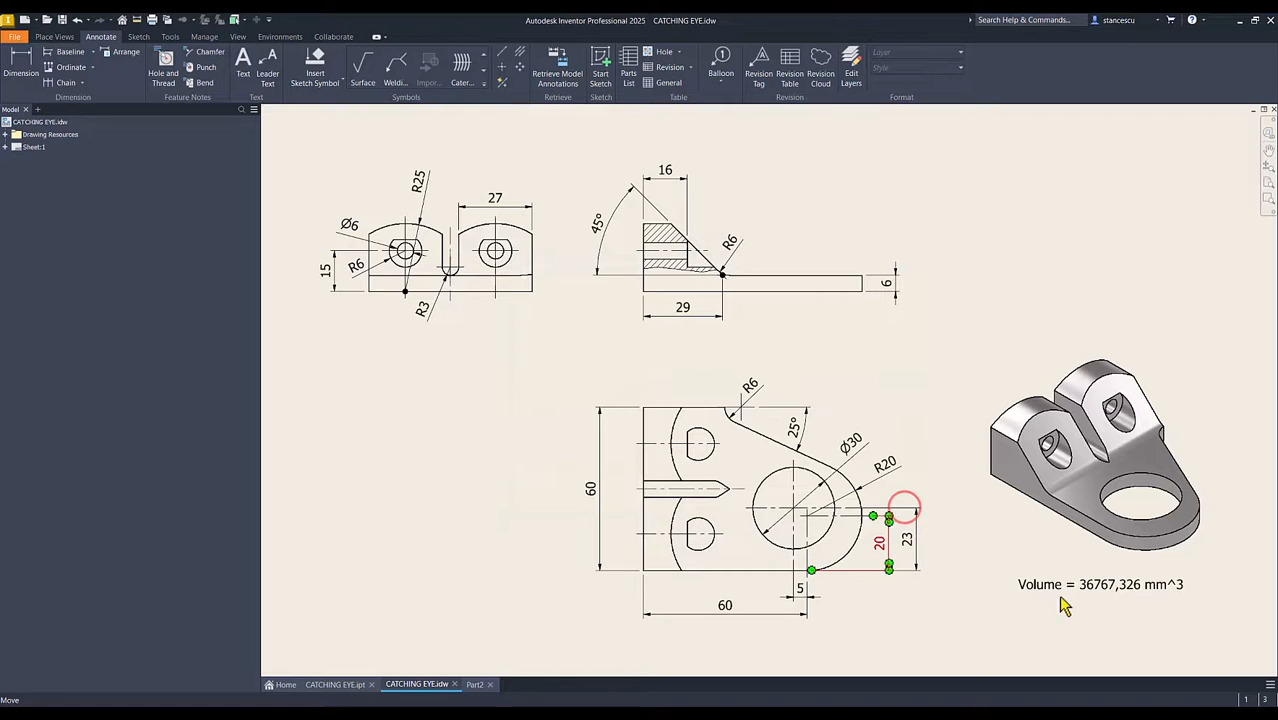 Autodesk Inventor Professional 2025 CATCHING EYE.idw
Search Help & Commands...
stancescu
File Place Views Annotate Sketch Tools Manage View Environments Collaborate
Dimension
Baseline
Ordinate
Chain
Arrange
Dimension
Hole and Thread
Chamfer
Punch
Bend
Feature Notes
Text
Leader Text
Text
Insert Sketch Symbol
Surface
Weldi...
Impor...
Cater...
Symbols
Retrieve Model Annotations
Retrieve
Start Sketch
Sketch
Parts List
Hole
Revision
General
Table
Balloon
Revision Tag
Revision Table
Revision Cloud
Revision
Edit Layers
Layer
Style
Format
Model
CATCHING EYE.idw
Drawing Resources
Sheet:1
R25
27
Ø6
R6
15
R3
16
45°
R6
29
6
R6
25°
Ø30
R20
60
20
23
5
60
Volume = 36767,326 mm^3
Home CATCHING EYE.ipt CATCHING EYE.idw Part2
Move
1 3